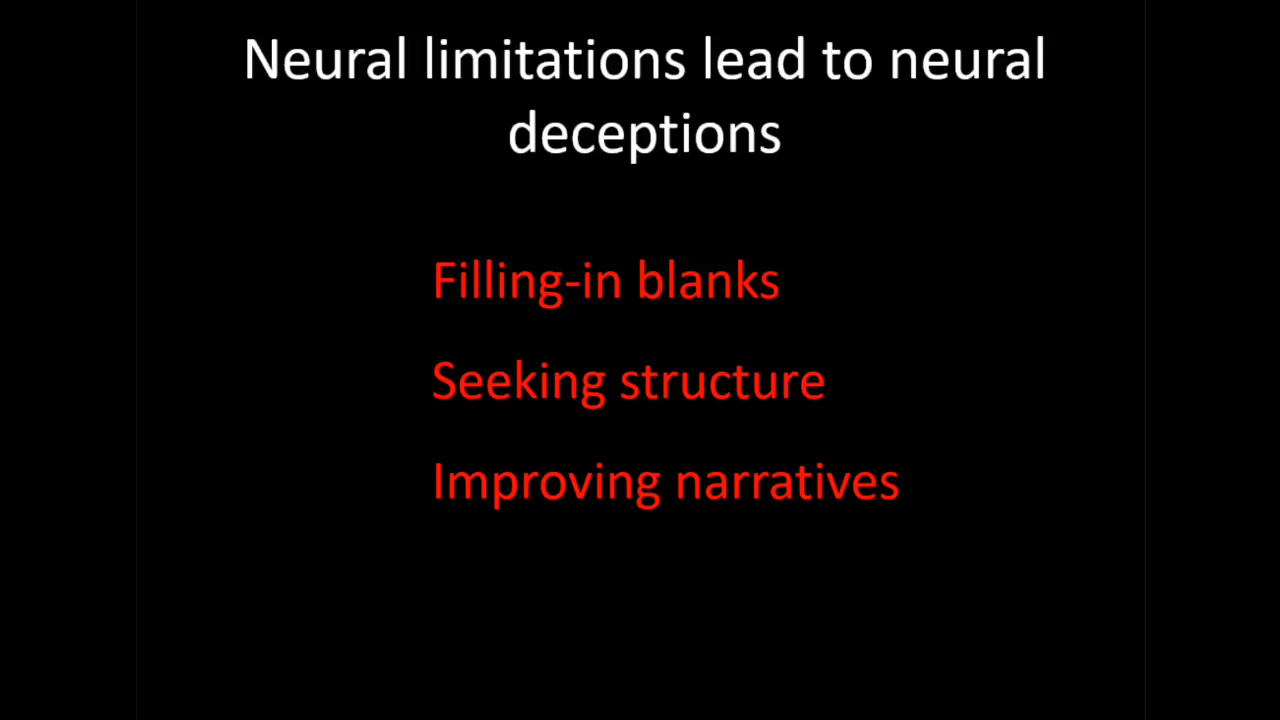 Neural limitations lead to neural
deceptions
Filling-in blanks
Seeking structure
Improving narratives